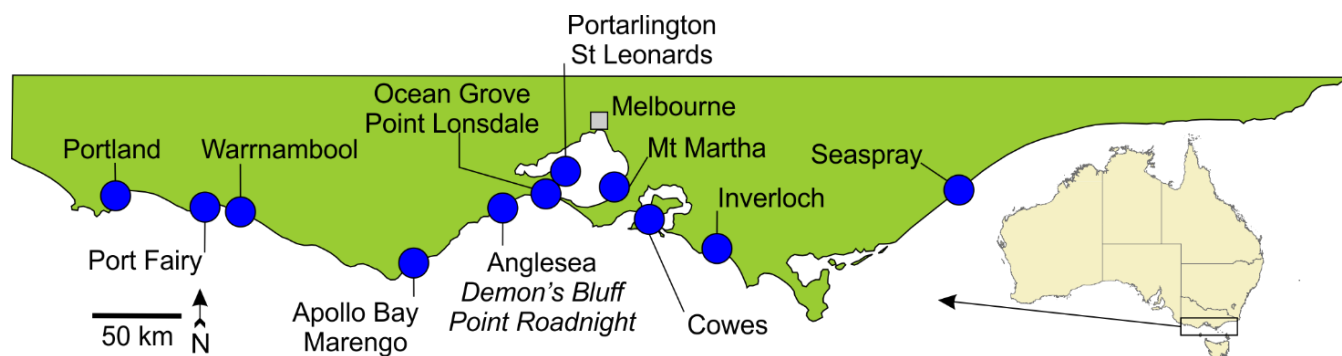 Portarlington
St Leonards
Ocean Grove
Point Lonsdale
Melbourne
Portland
Warrnambool
Mt Martha
Seaspray
Inverloch
Port Fairy
Anglesea
Demon's Bluff
Point Roadnight
Apollo Bay
Marengo
Cowes
50 km
N